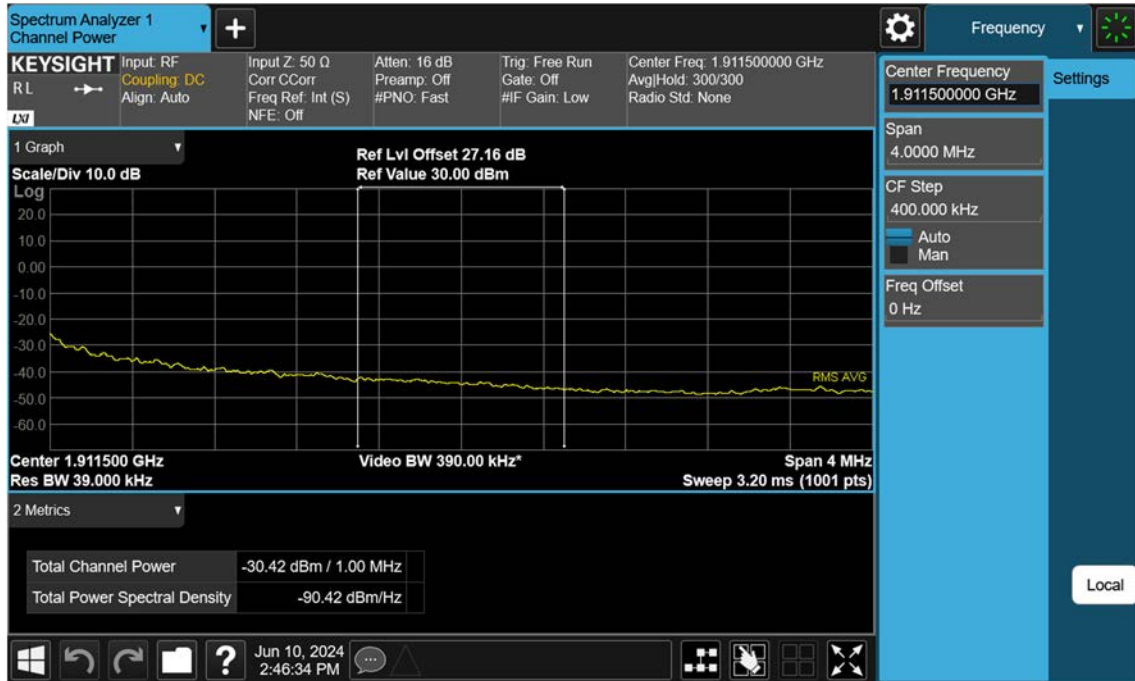 Spectrum Analyzer 1
Channel Power
Frequency
KEYSIGHT
R L
LXI
Input: RF
Coupling: DC
Align: Auto
Input Z: 50 Ω
Corr CCorr
Freq Ref: Int (S)
NFE: Off
Atten: 16 dB
Preamp: Off
#PNO: Fast
Trig: Free Run
Gate: Off
#IF Gain: Low
Center Freq: 1.911500000 GHz
Avg|Hold: 300/300
Radio Std: None
Center Frequency
1.911500000 GHz
Settings
Span
4.0000 MHz
CF Step
400.000 kHz
Auto
Man
Freq Offset
0 Hz
Local
1 Graph
Scale/Div 10.0 dB
Ref Lvl Offset 27.16 dB
Ref Value 30.00 dBm
Log
20.0
10.0
0.00
-10.0
-20.0
-30.0
-40.0
-50.0
-60.0
RMS AVG
Center 1.911500 GHz
Video BW 390.00 kHz*
Span 4 MHz
Res BW 39.000 kHz
Sweep 3.20 ms (1001 pts)
2 Metrics
Total Channel Power -30.42 dBm / 1.00 MHz
Total Power Spectral Density -90.42 dBm/Hz
?
Jun 10, 2024
2:46:34 PM